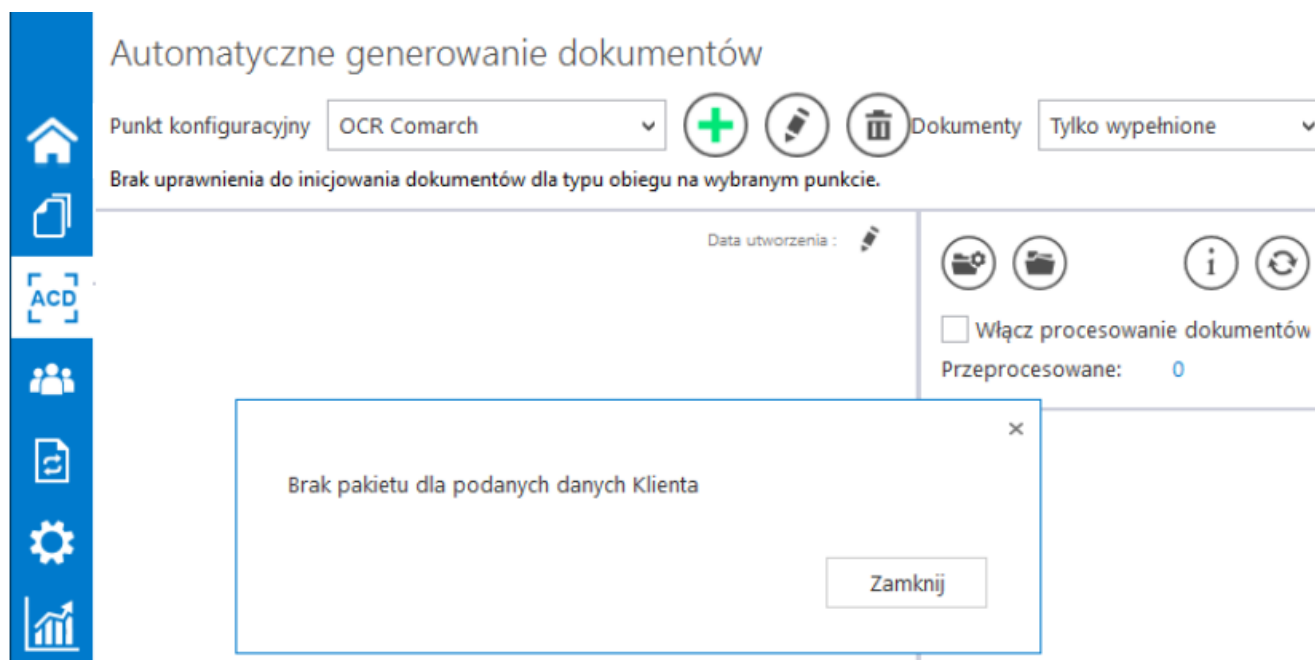 Automatyczne generowanie dokumentów
Punkt konfiguracyjny OCR Comarch Dokumenty Tylko wypełnione
Brak uprawnienia do inicjowania dokumentów dla typu obiegu na wybranym punkcie.
Data utworzenia :
ACD
Włącz procesowanie dokumentów
Przeprocesowane: 0
Brak pakietu dla podanych danych Klienta
Zamknij